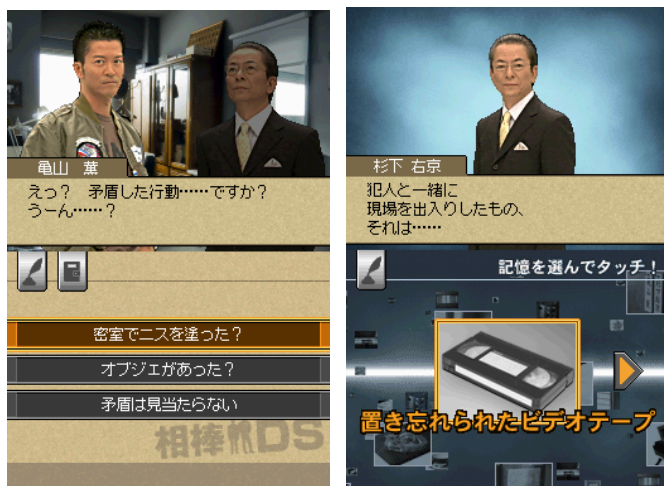 亀山　薫
えっ？　矛盾した行動……ですか？
うーん……？
密室でニスを塗った？
オブジェがあった？
矛盾は見当たらない
相棒DS
杉下 右京
犯人と一緒に
現場を出入りしたもの、
それは……
記憶を選んでタッチ！
置き忘れられたビデオテープ